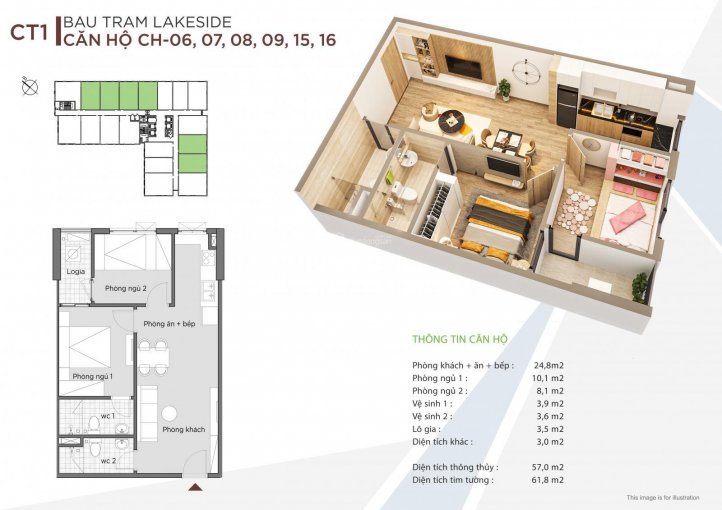 CT1
BAU TRAM LAKESIDE
CĂN HỘ CH-06, 07, 08, 09, 15, 16
Logia
Phòng ngủ 2
Phòng ăn + bếp
Phòng ngủ 1
wc 1
Phòng khách
wc 2
THÔNG TIN CĂN HỘ
Phòng khách + ăn + bếp : 24,8m2
Phòng ngủ 1 : 10,1 m2
Phòng ngủ 2 : 8,1 m2
Vệ sinh 1 : 3,9 m2
Vệ sinh 2 : 3,6 m2
Lô gia : 3,5 m2
Diện tích khác : 3,0 m2
Diện tích thông thủy : 57,0 m2
Diện tích tim tường : 61,8 m2
This image is for illustration